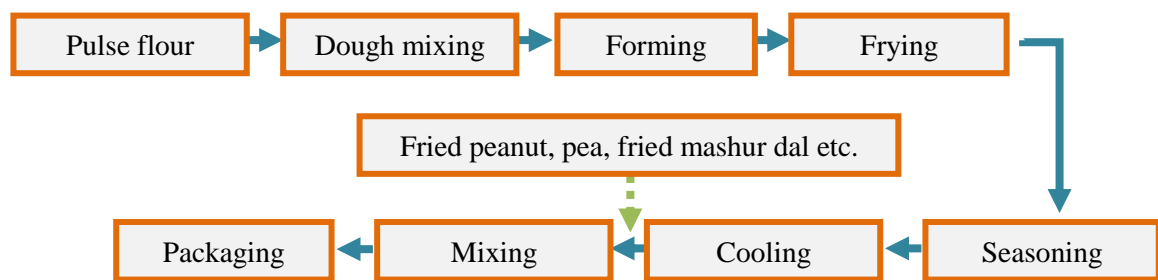 Pulse flour
Dough mixing
Forming
Frying
Fried peanut, pea, fried mashur dal etc.
Packaging
Mixing
Cooling
Seasoning